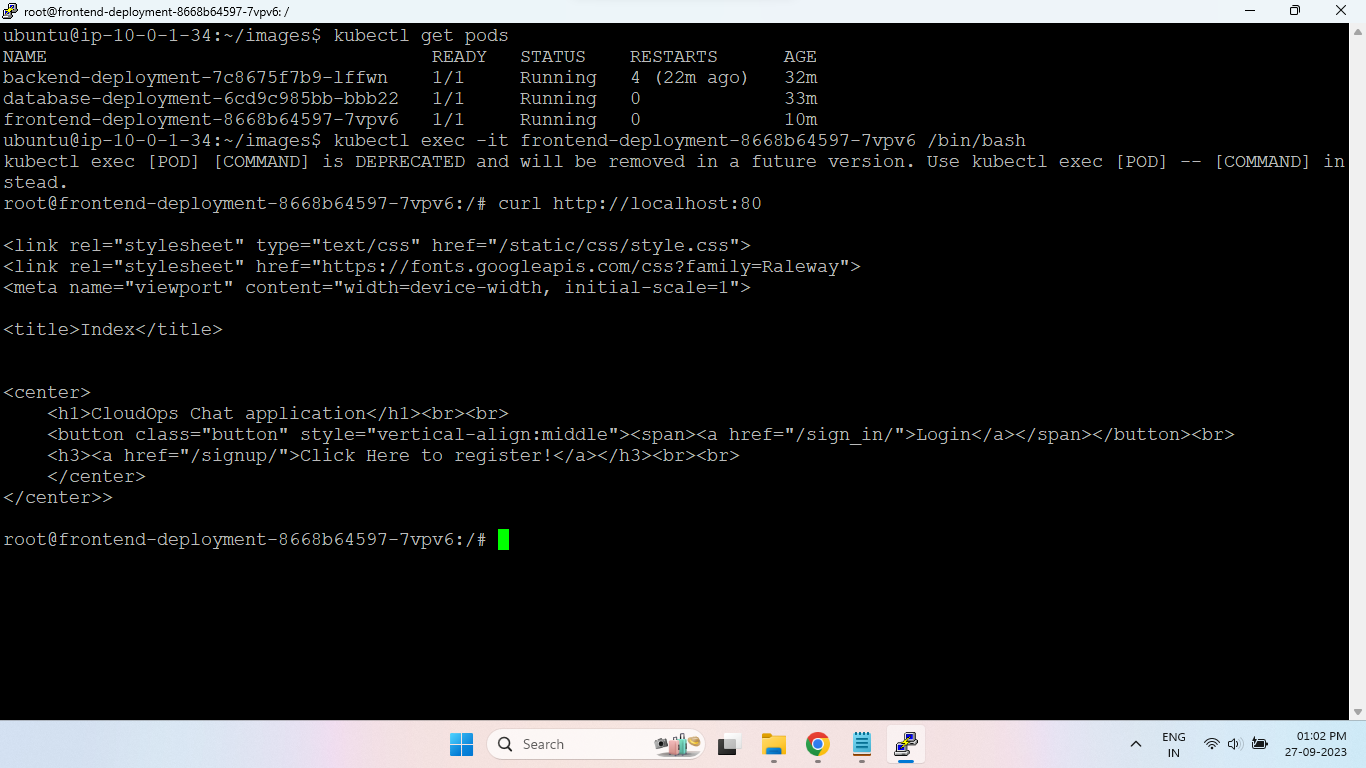 root@frontend-deployment-8668b64597-7vpv6: /
ubuntu@ip-10-0-1-34:~/images$ kubectl get pods
NAME READY STATUS RESTARTS AGE
backend-deployment-7c8675f7b9-lffwn 1/1 Running 4 (22m ago) 32m
database-deployment-6cd9c985bb-bbb22 1/1 Running 0 33m
frontend-deployment-8668b64597-7vpv6 1/1 Running 0 10m
ubuntu@ip-10-0-1-34:~/images$ kubectl exec -it frontend-deployment-8668b64597-7vpv6 /bin/bash
kubectl exec [POD] [COMMAND] is DEPRECATED and will be removed in a future version. Use kubectl exec [POD] -- [COMMAND] in
stead.
root@frontend-deployment-8668b64597-7vpv6:/# curl http://localhost:80
<link rel="stylesheet" type="text/css" href="/static/css/style.css">
<link rel="stylesheet" href="https://fonts.googleapis.com/css?family=Raleway">
<meta name="viewport" content="width=device-width, initial-scale=1">
<title>Index</title>
<center>
<h1>CloudOps Chat application</h1><br><br>
<button class="button" style="vertical-align:middle"><span><a href="/sign_in/">Login</a></span></button><br>
<h3><a href="/signup/">Click Here to register!</a></h3><br><br>
</center>
</center>>
root@frontend-deployment-8668b64597-7vpv6:/#
Search
ENG
IN
01:02 PM
27-09-2023